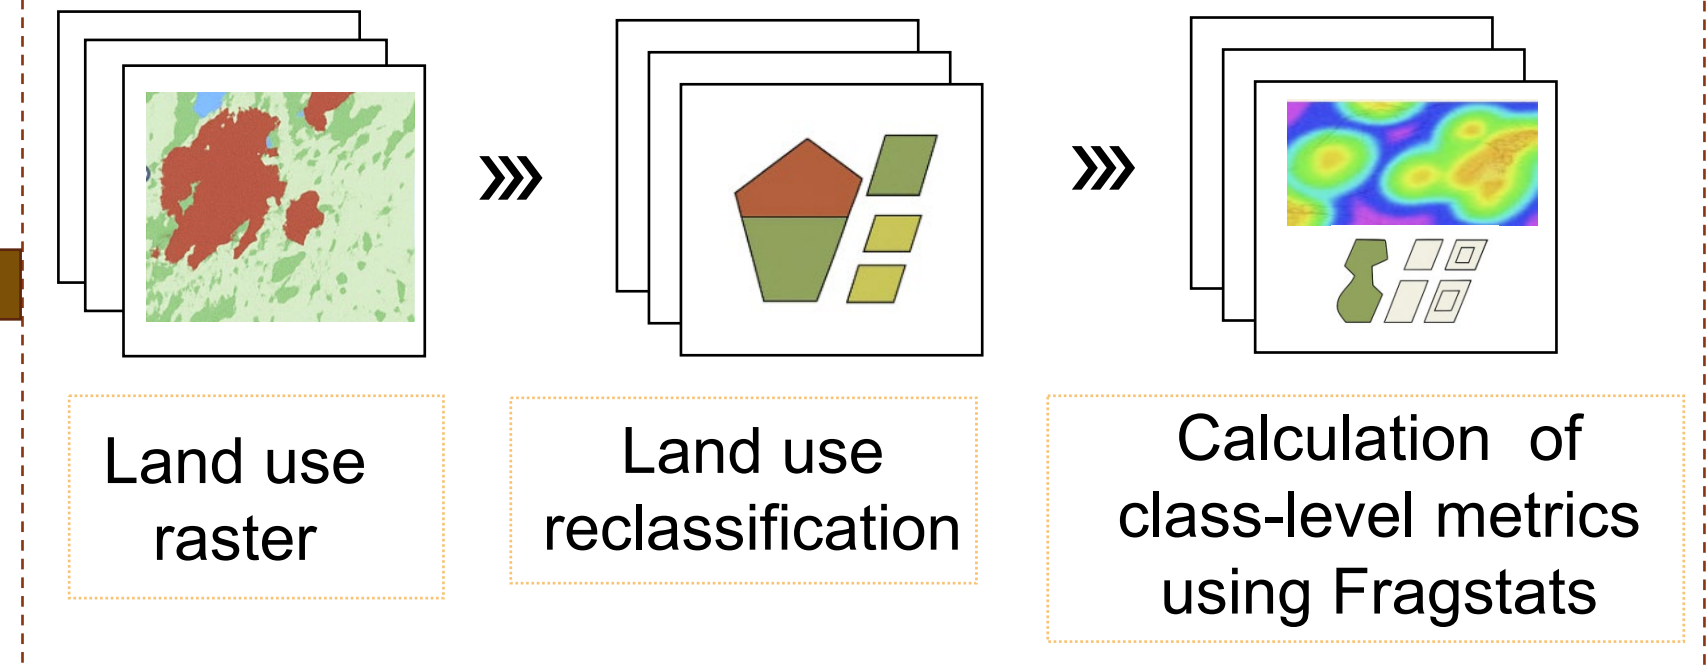 Land use
raster
Land use
reclassification
Calculation of
class-level metrics
using Fragstats